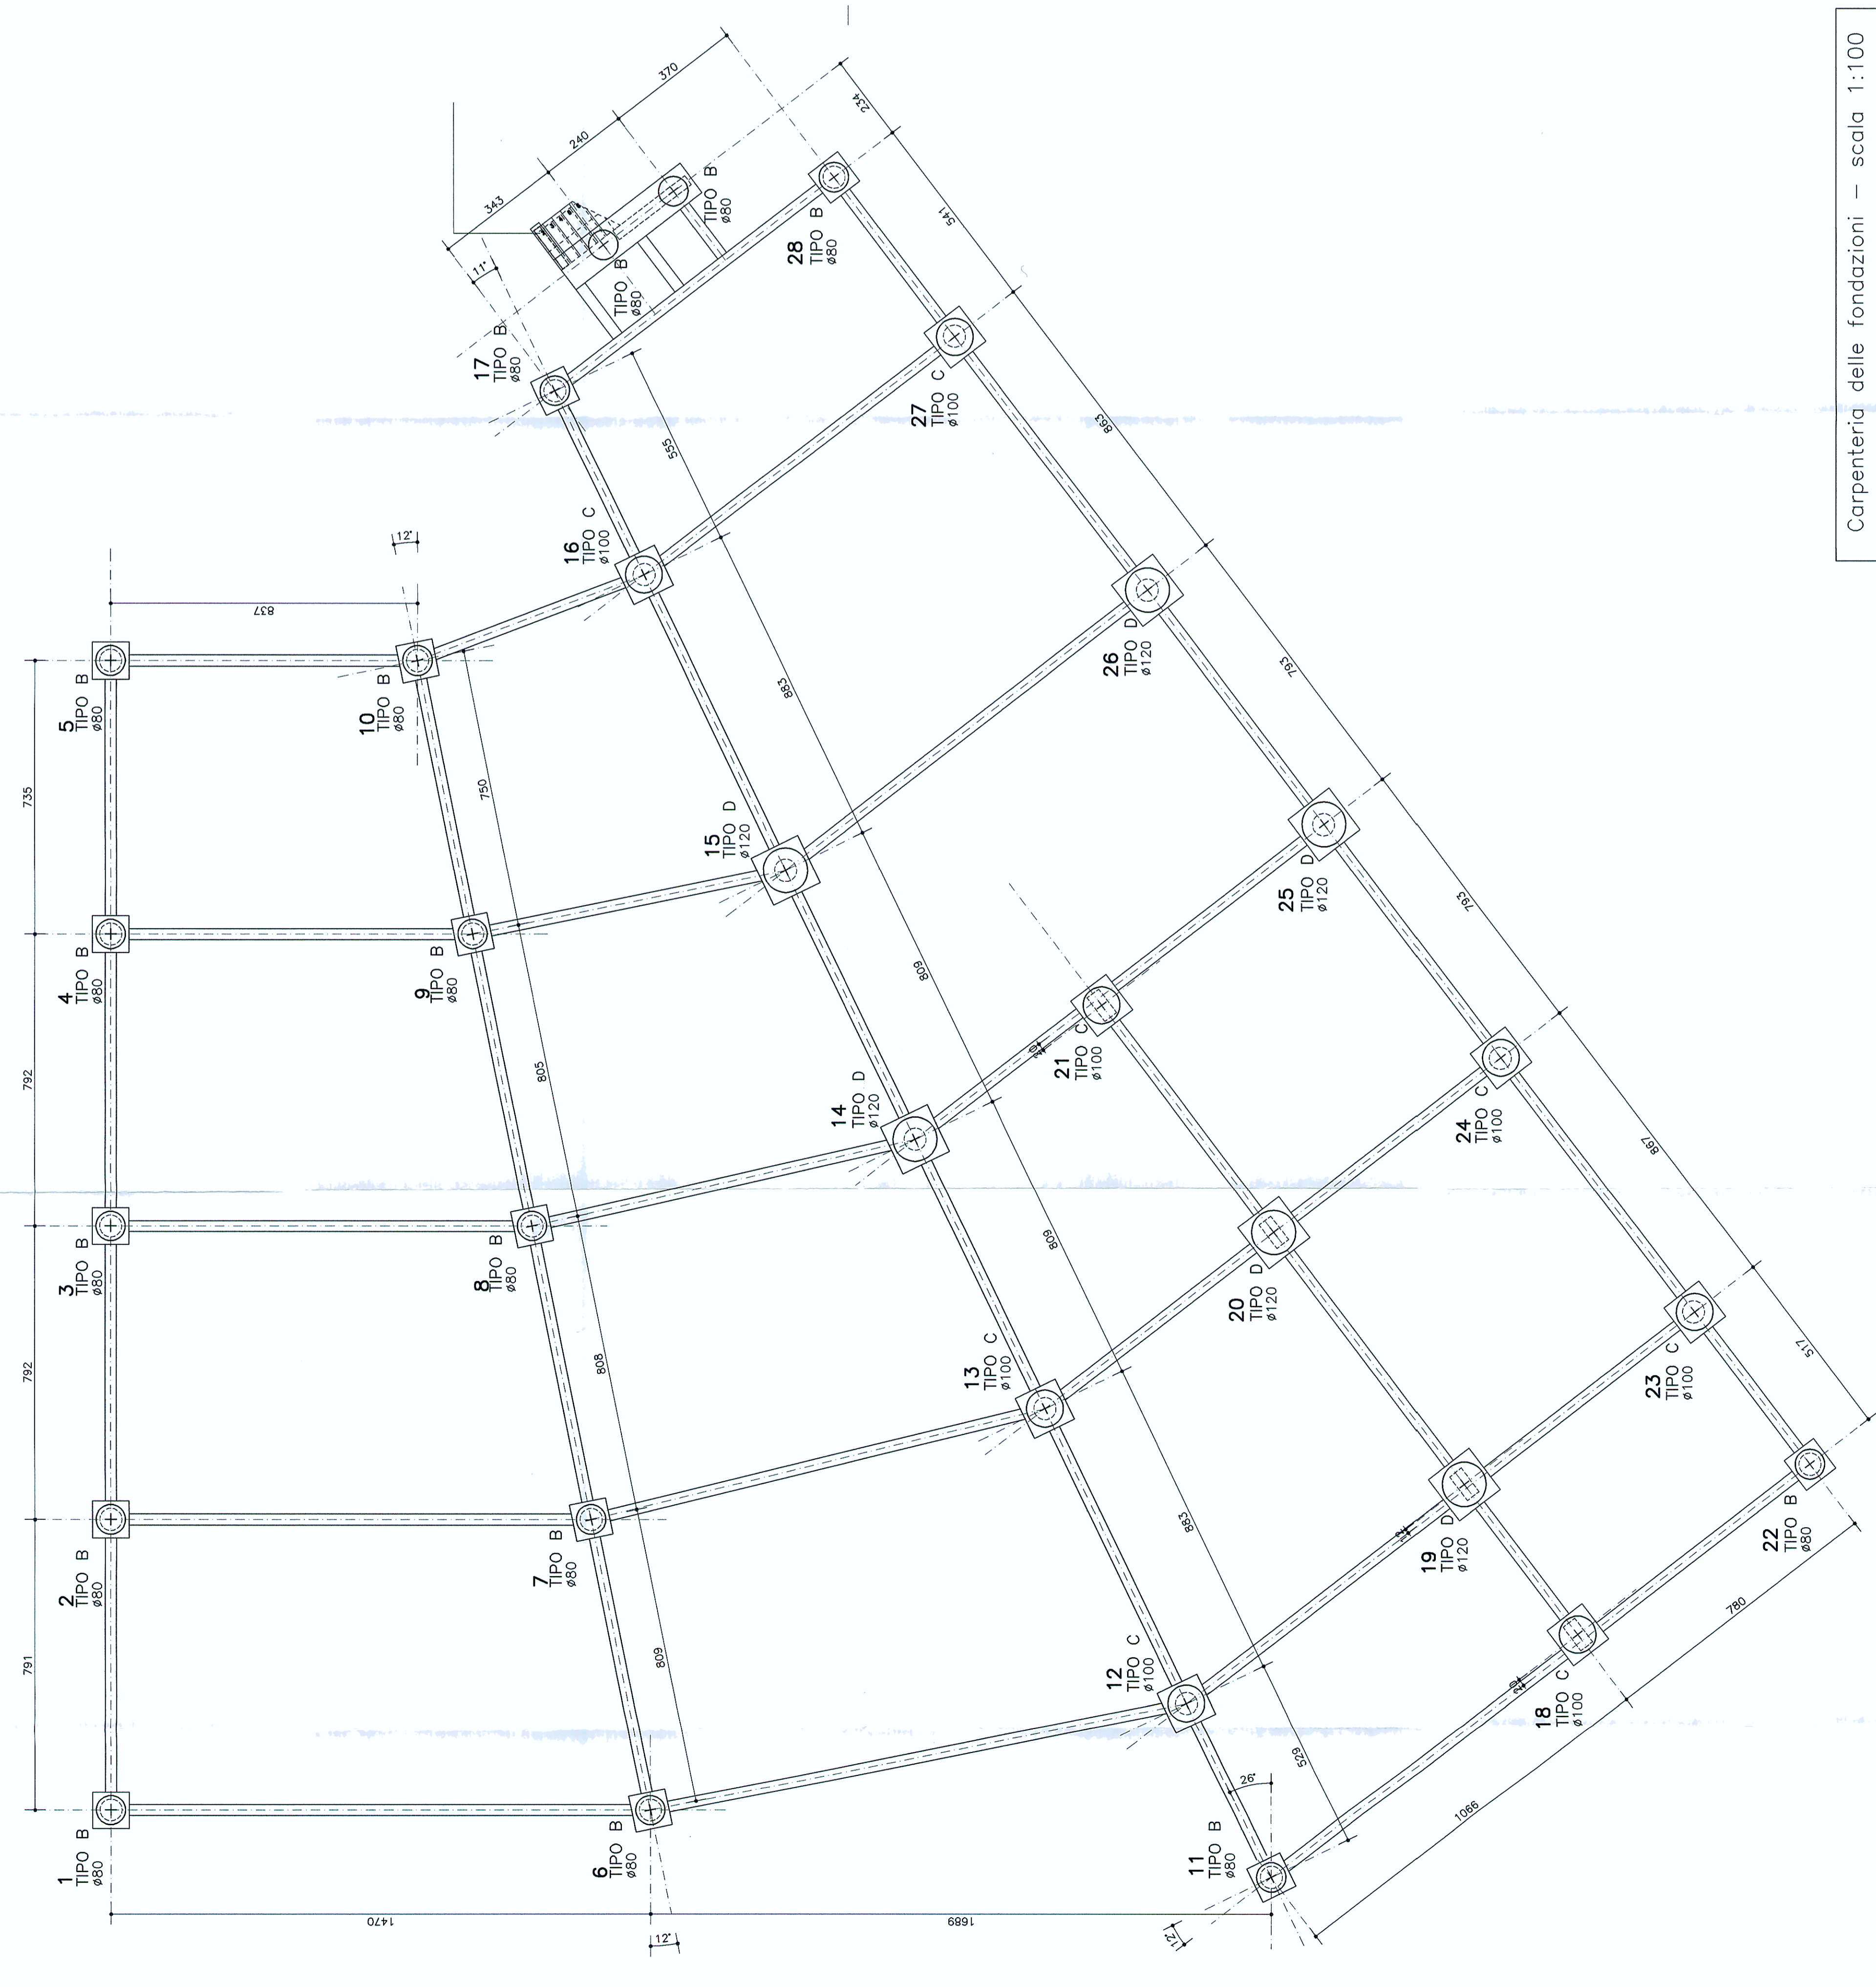 Carpenteria delle fondazioni – scala 1:100
1
TIPO B
ø80
2
TIPO B
ø80
3
TIPO B
ø80
4
TIPO B
ø80
5
TIPO B
ø80
6
TIPO B
ø80
7
TIPO B
ø80
8
TIPO B
ø80
9
TIPO B
ø80
10
TIPO B
ø80
11
TIPO B
ø80
12
TIPO C
ø100
13
TIPO C
ø100
14
TIPO D
ø120
15
TIPO D
ø120
16
TIPO C
ø100
17
TIPO B
ø80
18
TIPO C
ø100
19
TIPO D
ø120
20
TIPO D
ø120
21
TIPO C
ø100
22
TIPO B
ø80
23
TIPO C
ø100
24
TIPO C
ø100
25
TIPO D
ø120
26
TIPO D
ø120
27
TIPO C
ø100
28
TIPO B
ø80
TIPO B
ø80
TIPO B
ø80
791
792
792
735
837
1470
1689
12°
12°
12°
26°
11°
809
808
805
750
529
883
809
809
883
555
343
240
370
234
541
863
793
793
867
517
780
1066
20